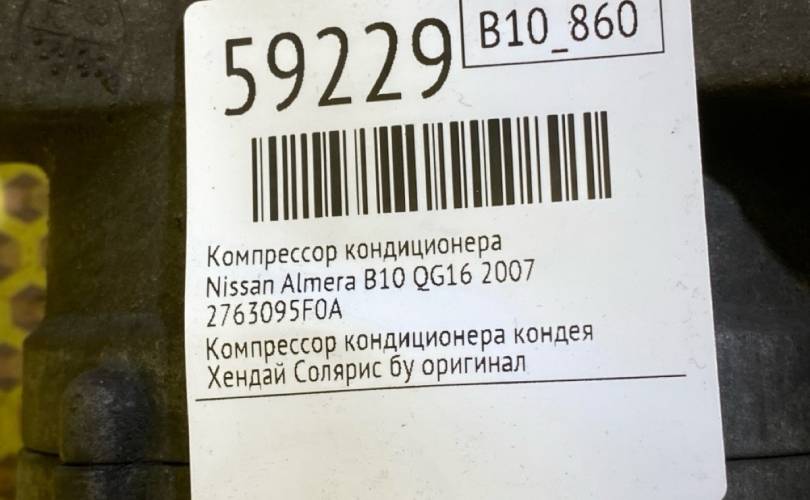 59229
B10_860
Компрессор кондиционера
Nissan Almera B10 QG16 2007
2763095F0A
Компрессор кондиционера кондея
Хендай Солярис бу оригинал